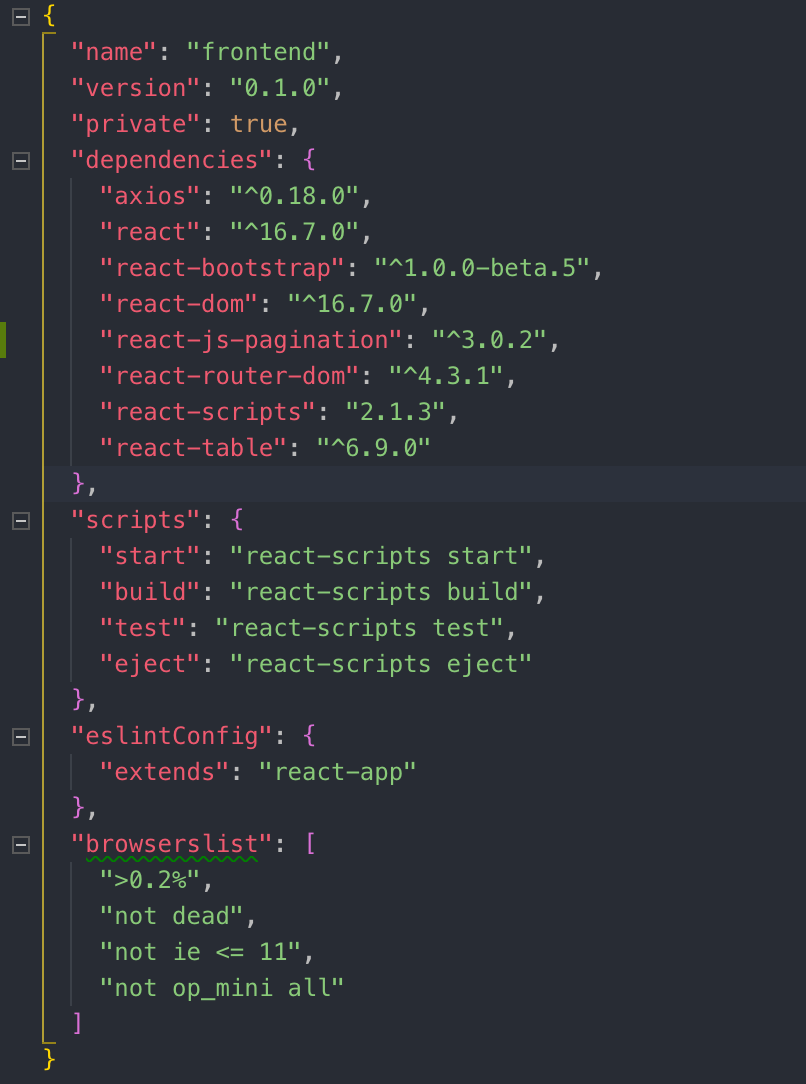 {
"name": "frontend",
"version": "0.1.0",
"private": true,
"dependencies": {
"axios": "^0.18.0",
"react": "^16.7.0",
"react-bootstrap": "^1.0.0-beta.5",
"react-dom": "^16.7.0",
"react-js-pagination": "^3.0.2",
"react-router-dom": "^4.3.1",
"react-scripts": "2.1.3",
"react-table": "^6.9.0"
},
"scripts": {
"start": "react-scripts start",
"build": "react-scripts build",
"test": "react-scripts test",
"eject": "react-scripts eject"
},
"eslintConfig": {
"extends": "react-app"
},
"browserslist": [
">0.2%",
"not dead",
"not ie <= 11",
"not op_mini all"
]
}